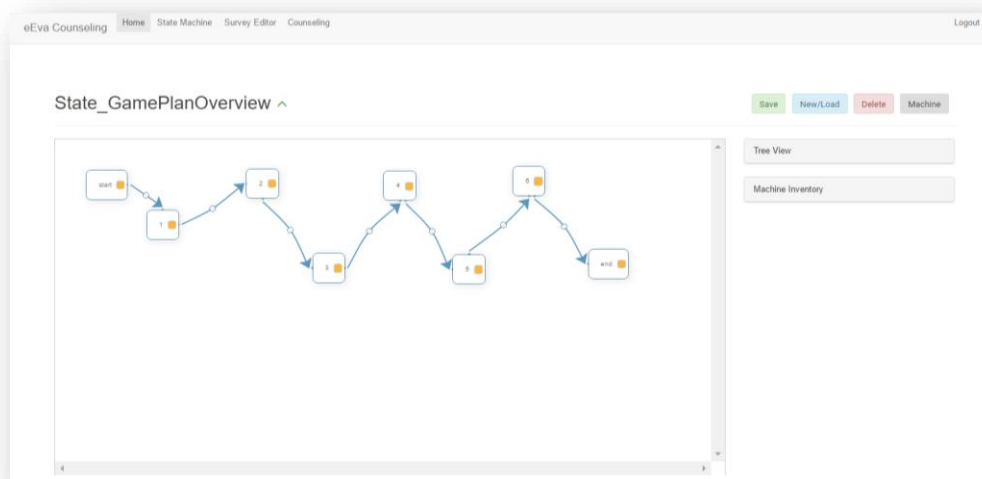 eEva Counseling Home State Machine Survey Editor Counseling Logout
State_GamePlanOverview Save New/Load Delete Machine
Tree View
Machine Inventory
start
1
2
3
4
5
6
end